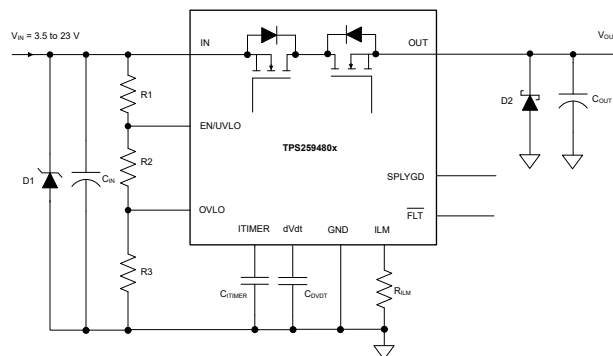 V_IN = 3.5 to 23 V
IN
OUT
V_OU
R1
EN/UVLO
D2
C_OUT
R2
TPS259480x
D1
C_IN
SPLYGD
OVLO
FLT
ITIMER
dVdt
GND
ILM
R3
C_ITIMER
C_DVDT
R_ILM